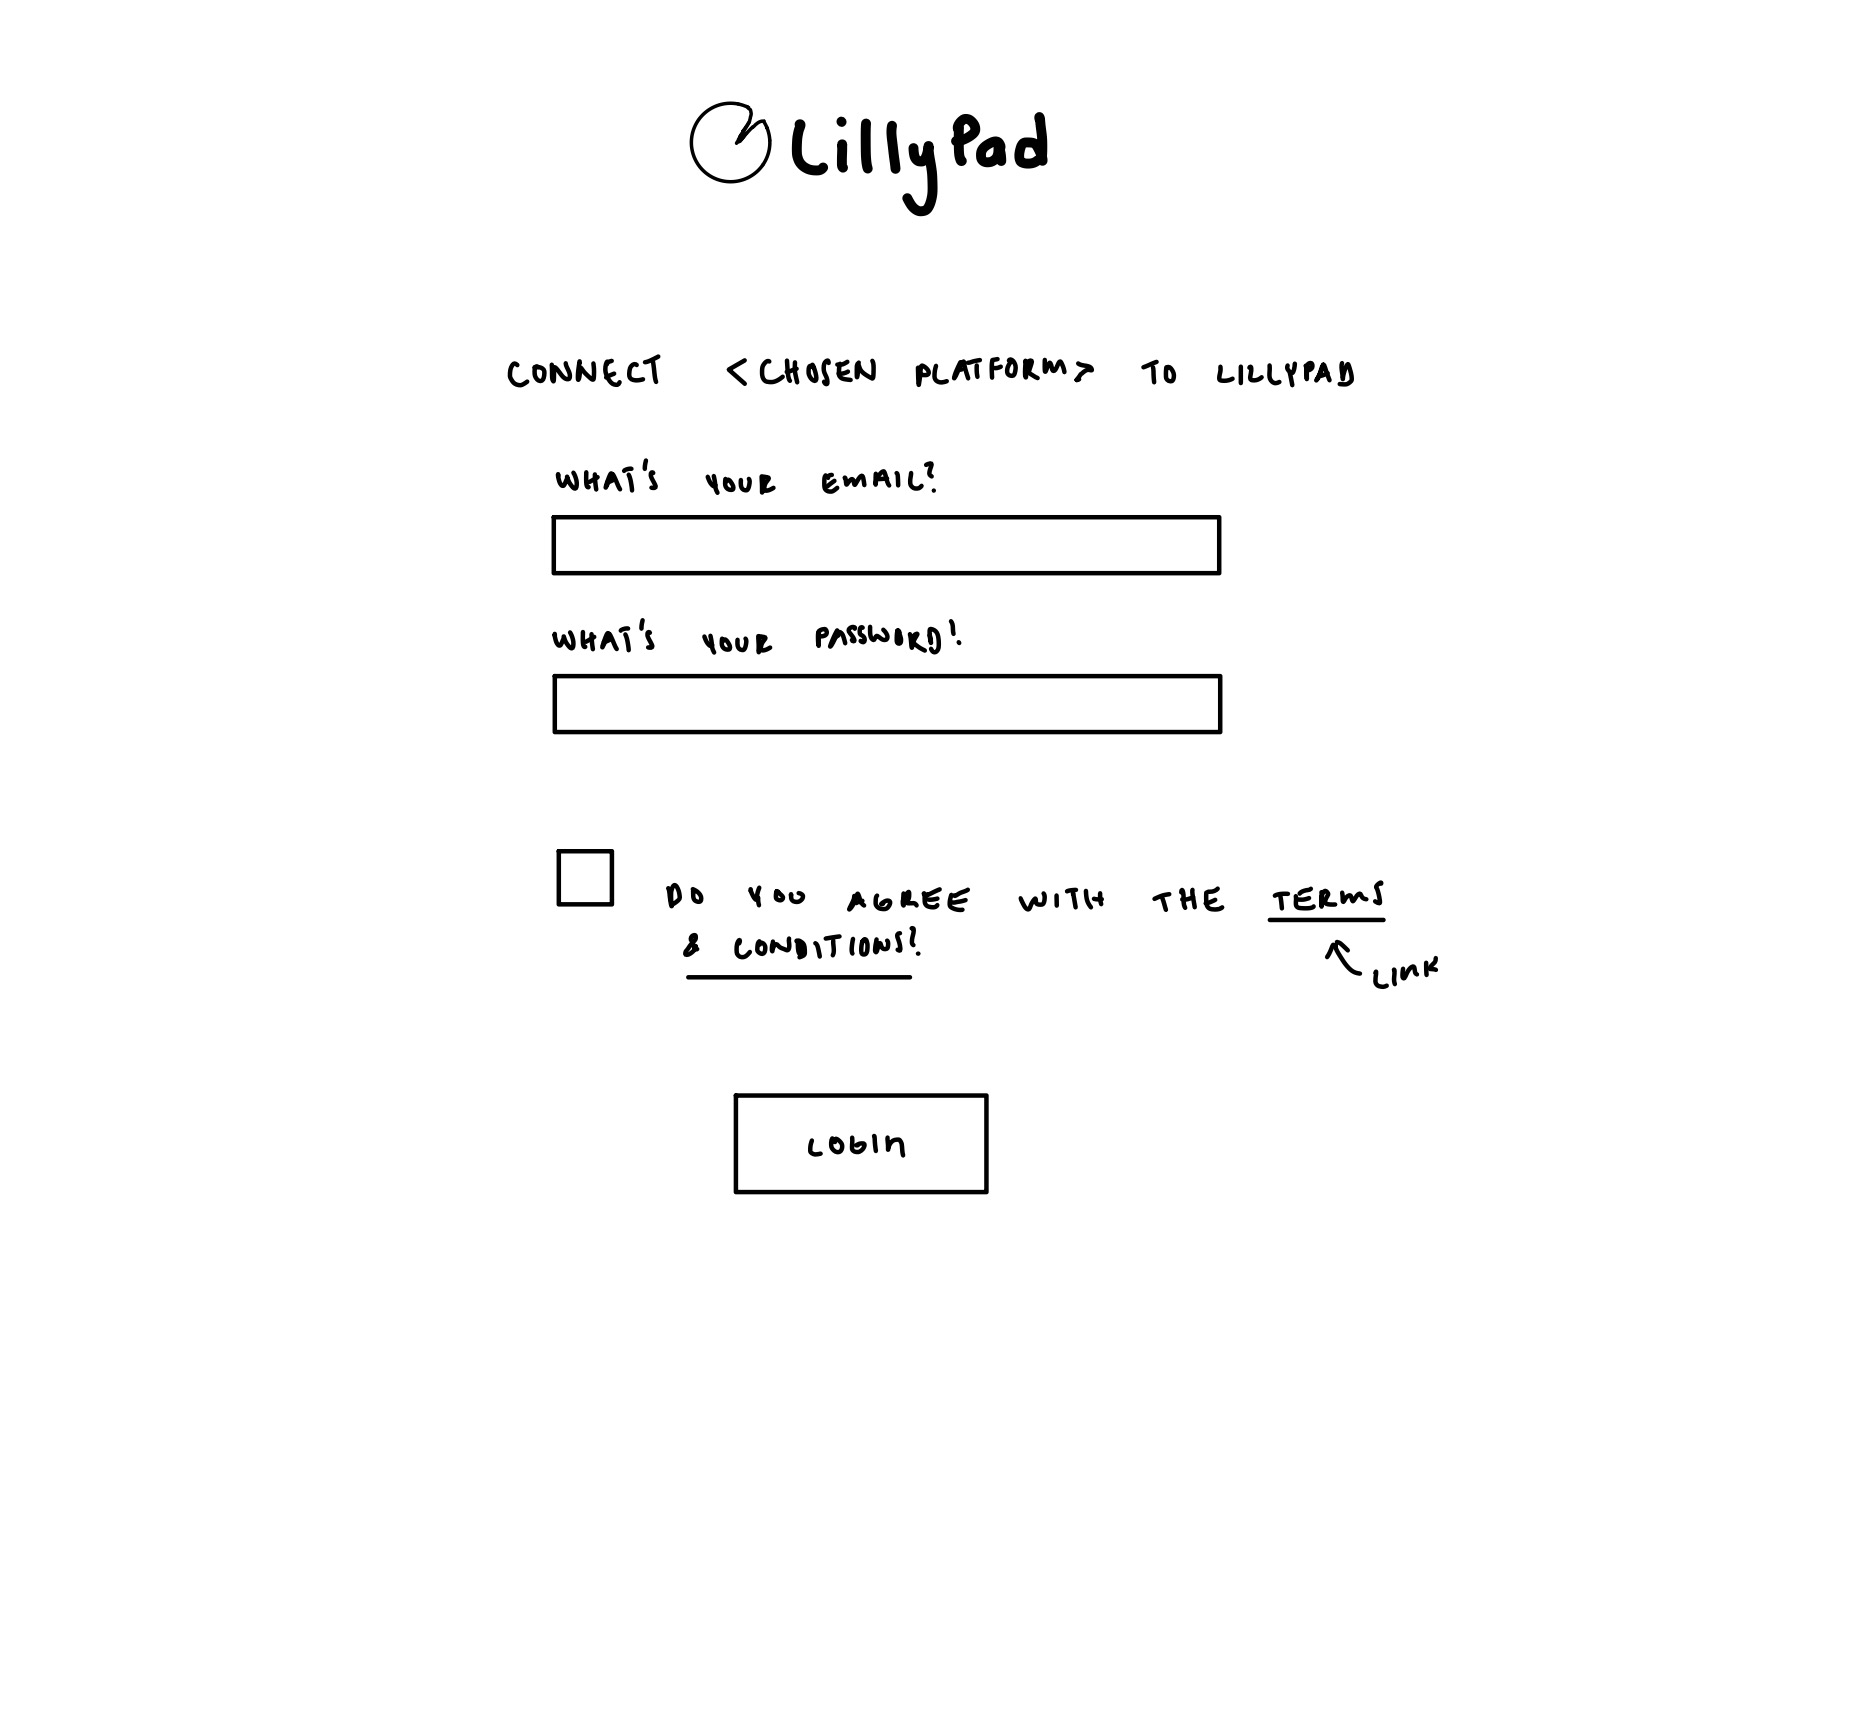 LillyPad
CONNECT <CHOSEN PLATFORM> TO LILLYPAD
WHAT'S YOUR EMAIL?
WHAT'S YOUR PASSWORD?
DO YOU AGREE WITH THE TERMS
& CONDITIONS?
LINK
LOGIN